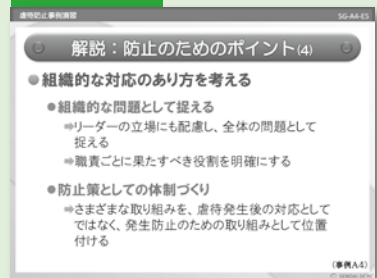 虐待防止事例演習
SG-A4-E5
解説：防止のためのポイント(4)
●組織的な対応のあり方を考える
●組織的な問題として捉える
⇒リーダーの立場にも配慮し、全体の問題として
捉える
⇒職責ごとに果たすべき役割を明確にする
●防止策としての体制づくり
⇒さまざまな取り組みを、虐待発生後の対応として
ではなく、発生防止のための取り組みとして位置
付ける
(事例A4)